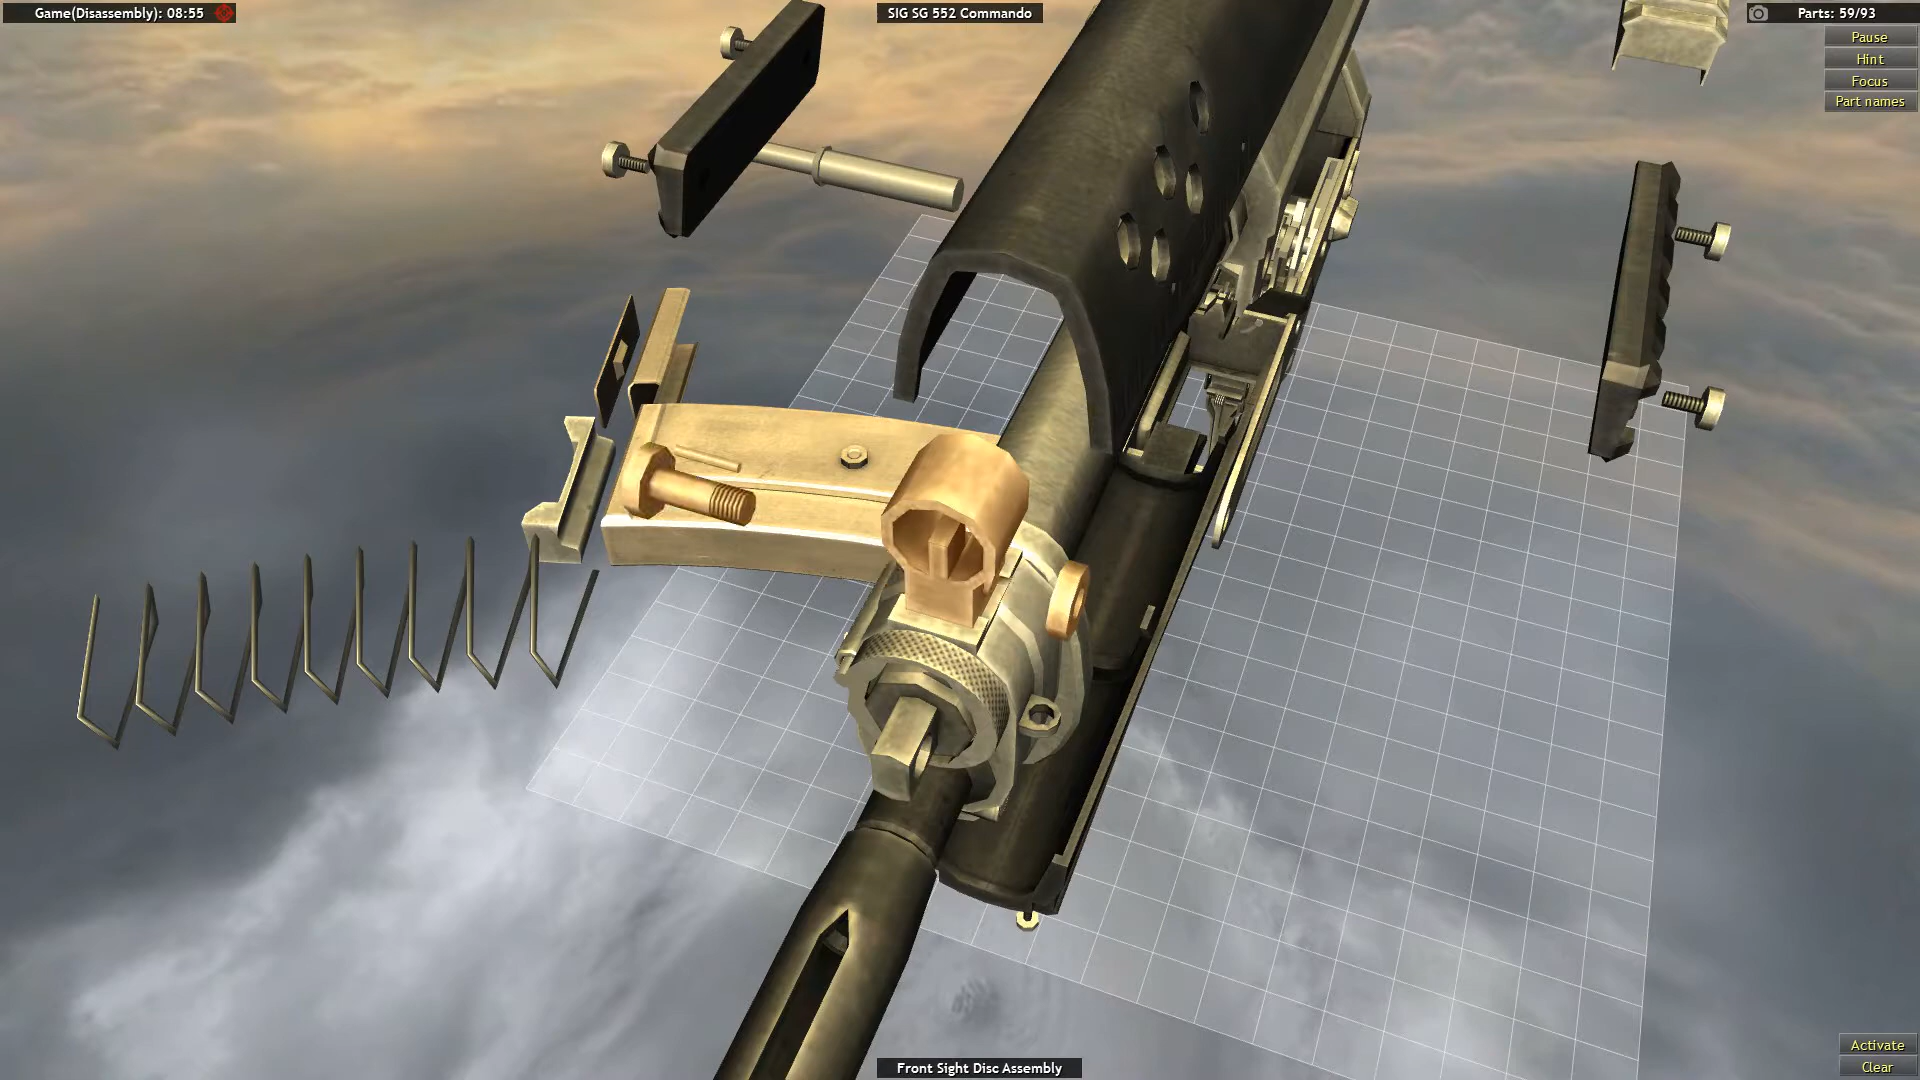 Game(Disassembly): 08:55
SIG SG 552 Commando
Parts: 59/93
Pause
Hint
Focus
Part names
Front Sight Disc Assembly
Activate
Clear